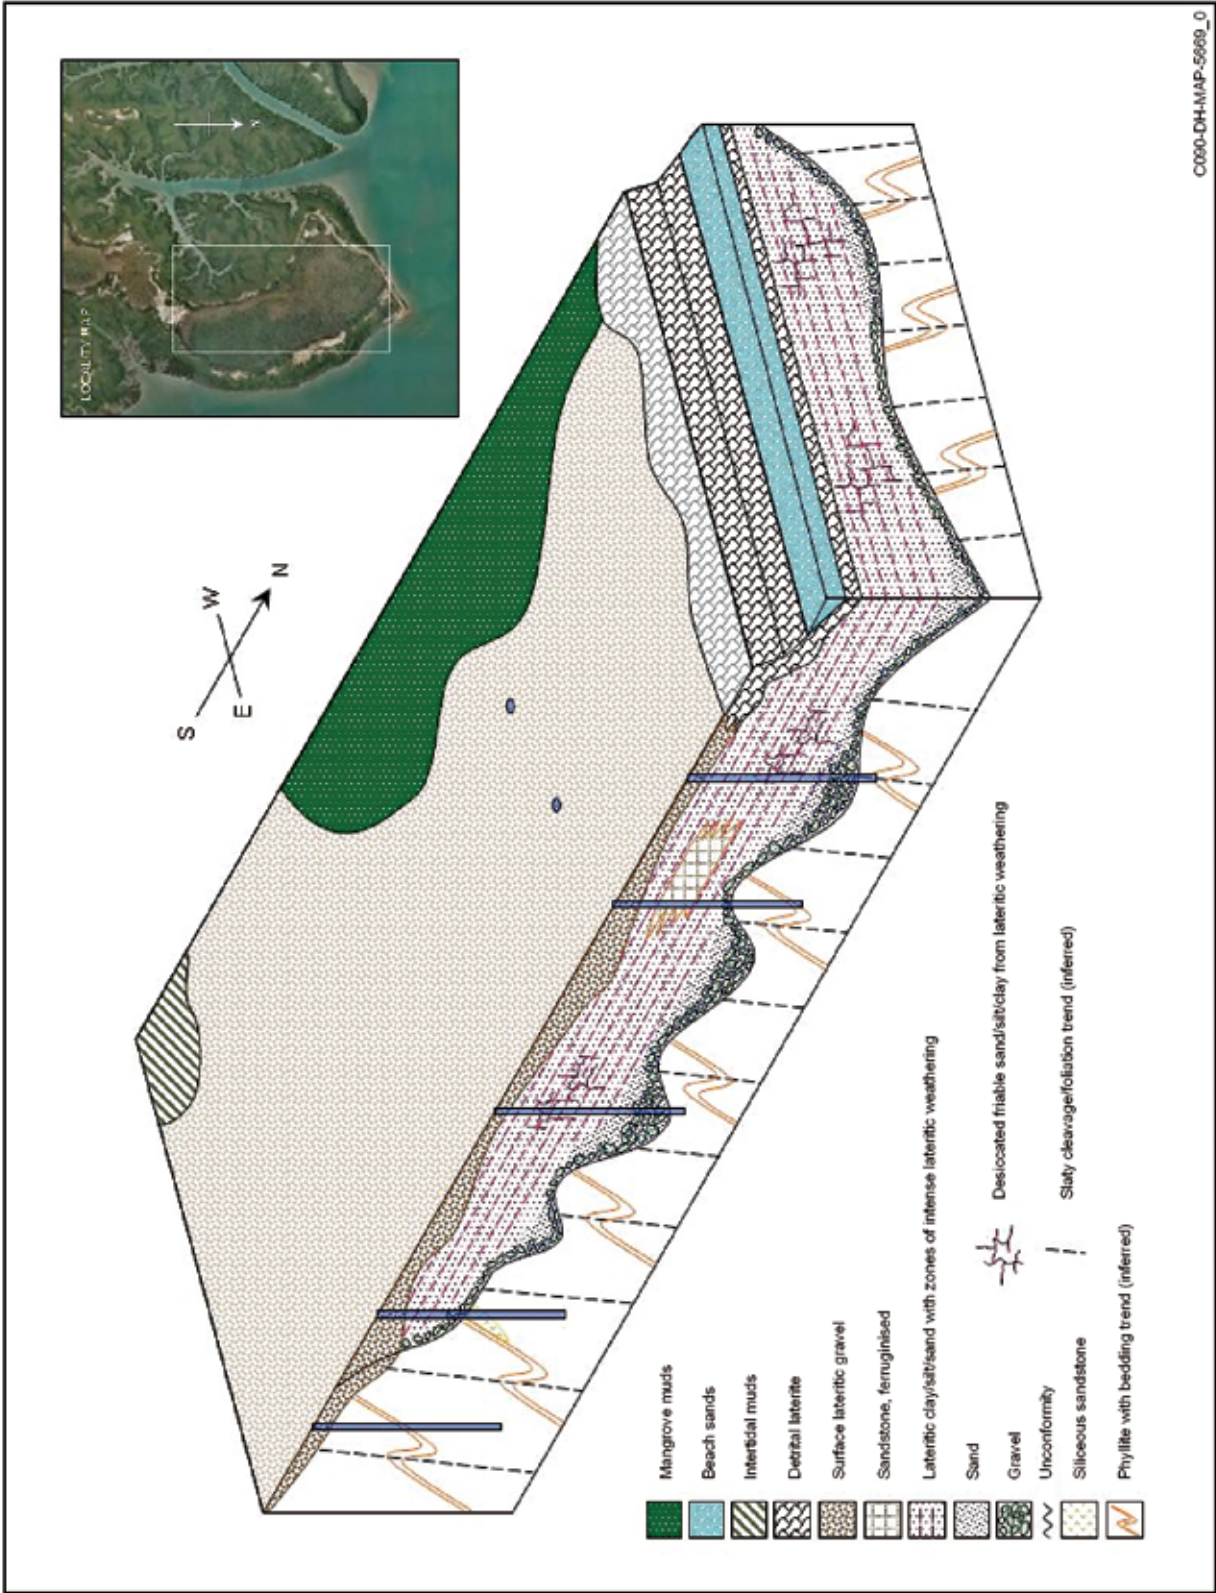 C090-DH-MAP-5669_0
LOCALITY MAP
N
S
W
E
N
Mangrove muds
Beach sands
Intertidal muds
Detrital laterite
Surface lateritic gravel
Sandstone, ferruginised
Lateritic clay/silt/sand with zones of intense lateritic weathering
Sand
Gravel
Unconformity
Siliceous sandstone
Phyllite with bedding trend (inferred)
Desiccated friable sand/silt/clay from lateritic weathering
Slaty cleavage/foliation trend (inferred)